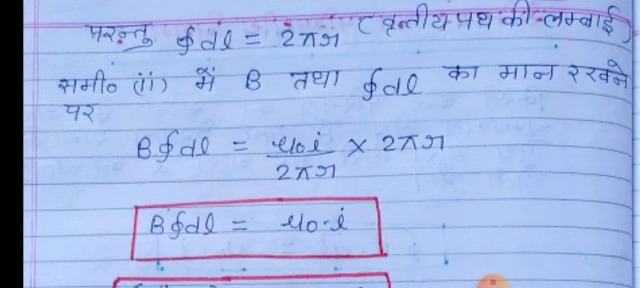 परन्तु ∮dl = 2πr (वृत्तीय पथ की लम्बाई)
समी० (ii) में B तथा ∮dl का मान रखने
पर
B∮dl = μ₀i/2πr × 2πr
B∮dl = μ₀·i